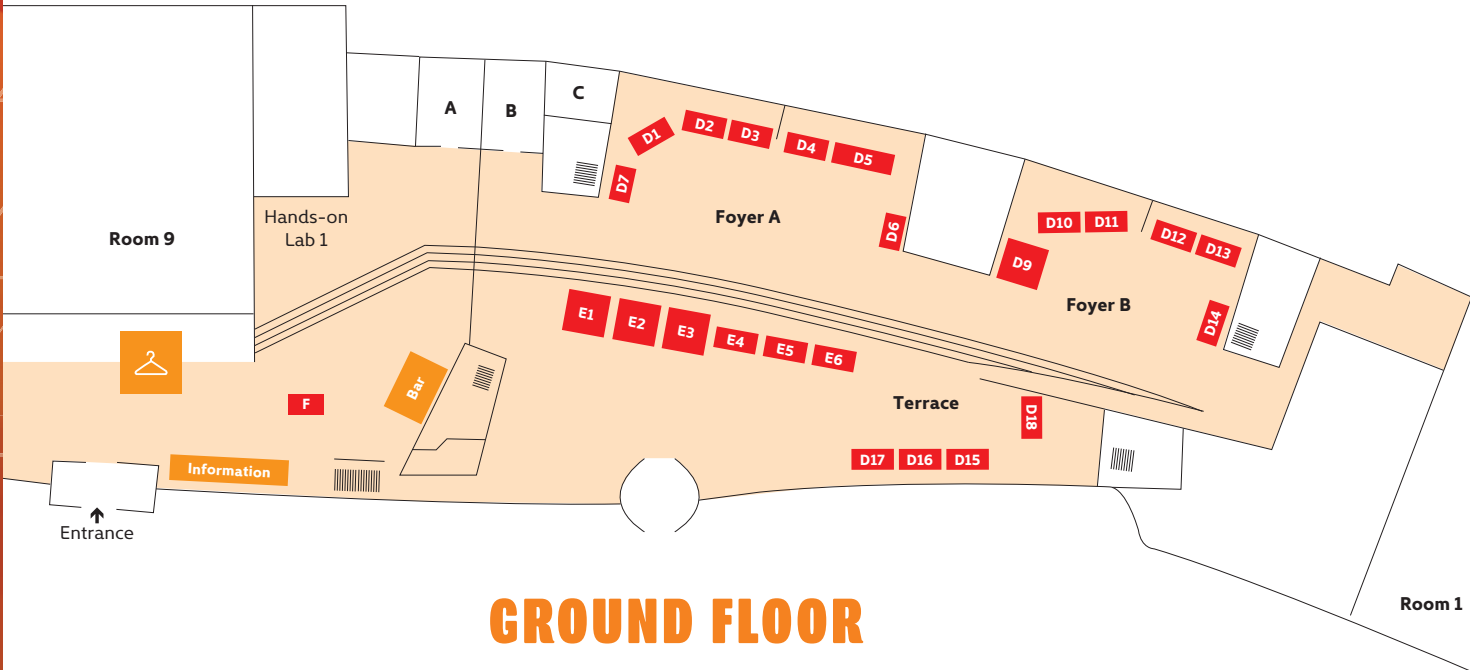 A
B
C
D1
D2
D3
D4
D5
D7
D6
Foyer A
Room 9
Hands-on
Lab 1
D10
D11
D12
D13
D9
Foyer B
D14
E1
E2
E3
E4
E5
E6
Bar
F
Terrace
D18
D17
D16
D15
Information
Entrance
Room 1
GROUND FLOOR